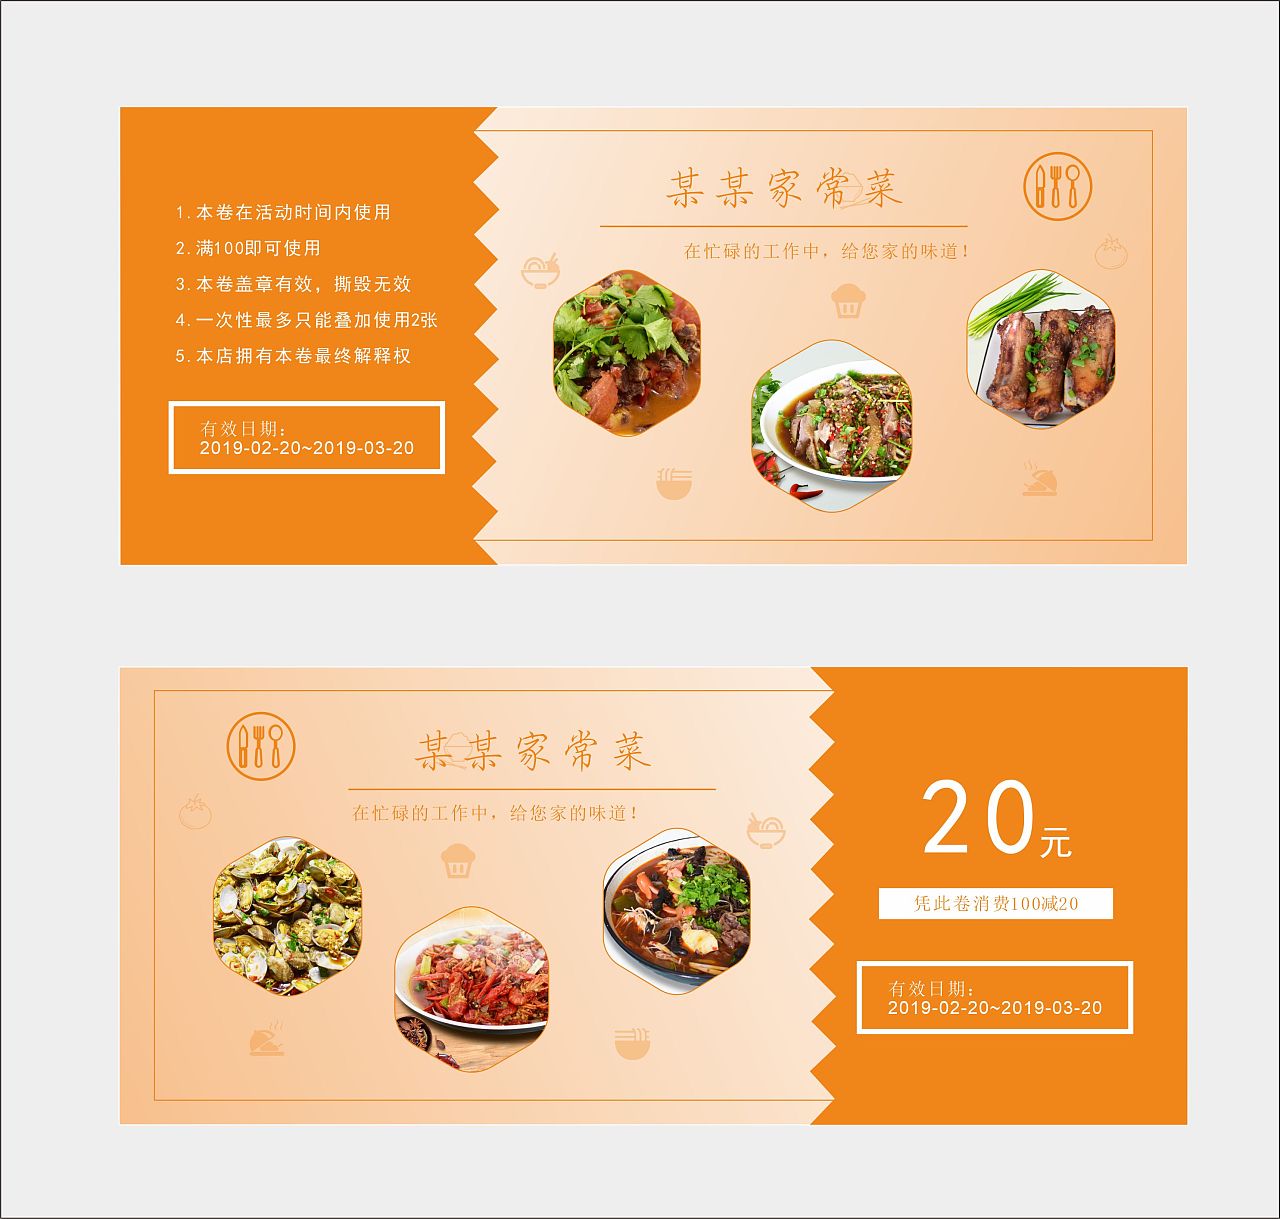 某某家常菜
在忙碌的工作中，给您家的味道！
1.本卷在活动时间内使用
2.满100即可使用
3.本卷盖章有效，撕毁无效
4.一次性最多只能叠加使用2张
5.本店拥有本卷最终解释权
有效日期：
2019-02-20~2019-03-20
某某家常菜
在忙碌的工作中，给您家的味道！
20元
凭此卷消费100减20
有效日期：
2019-02-20~2019-03-20